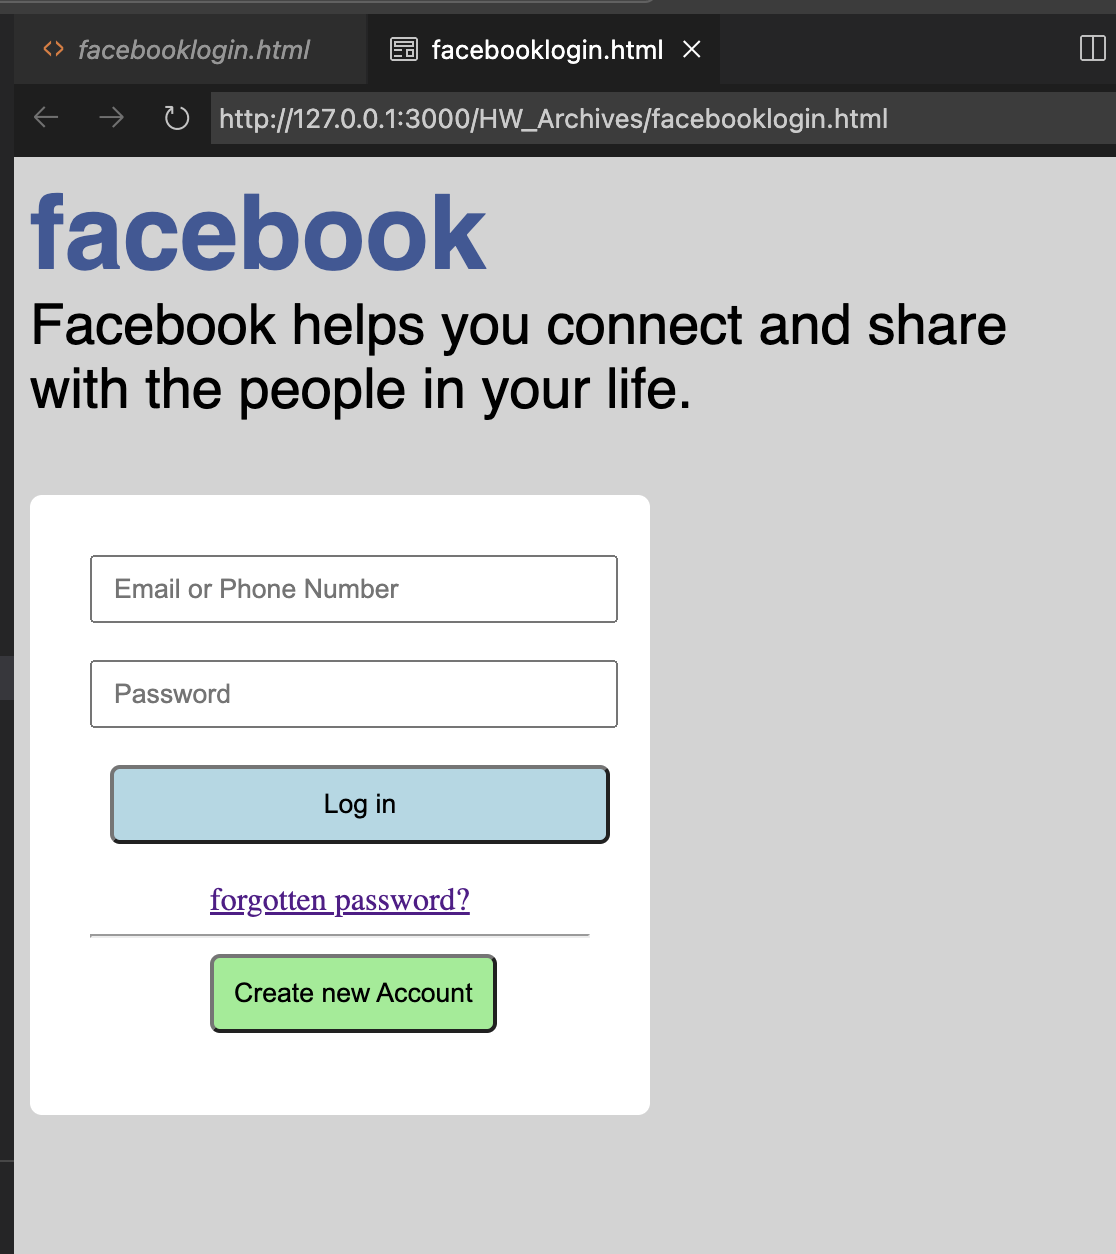 facebooklogin.html
facebooklogin.html
http://127.0.0.1:3000/HW_Archives/facebooklogin.html
facebook
Facebook helps you connect and share
with the people in your life.
Email or Phone Number
Password
Log in
forgotten password?
Create new Account